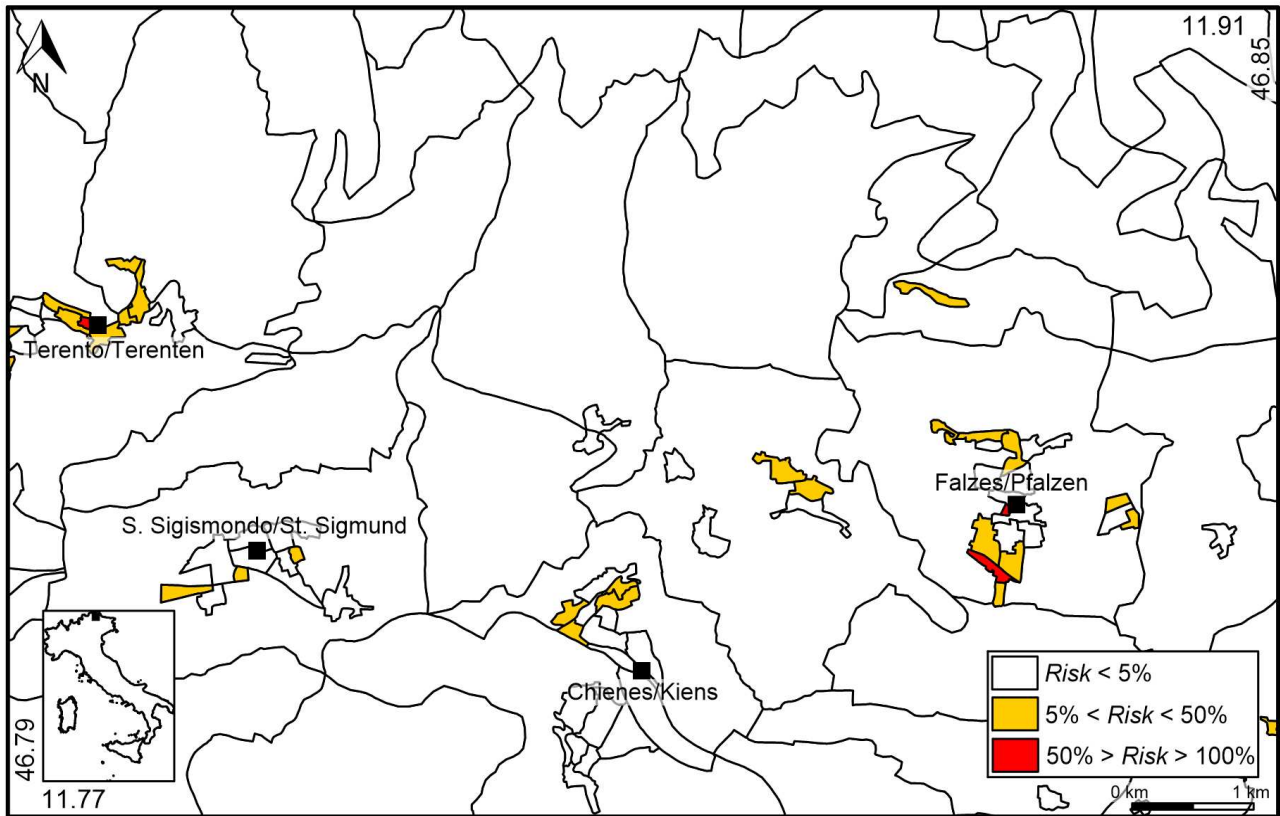 11.91
46.85
N
Terento/Terenten
Falzes/Pfalzen
S. Sigismondo/St. Sigmund
Chienes/Kiens
Risk < 5%
5% < Risk < 50%
50% > Risk > 100%
46.79
11.77
0 km 1 km